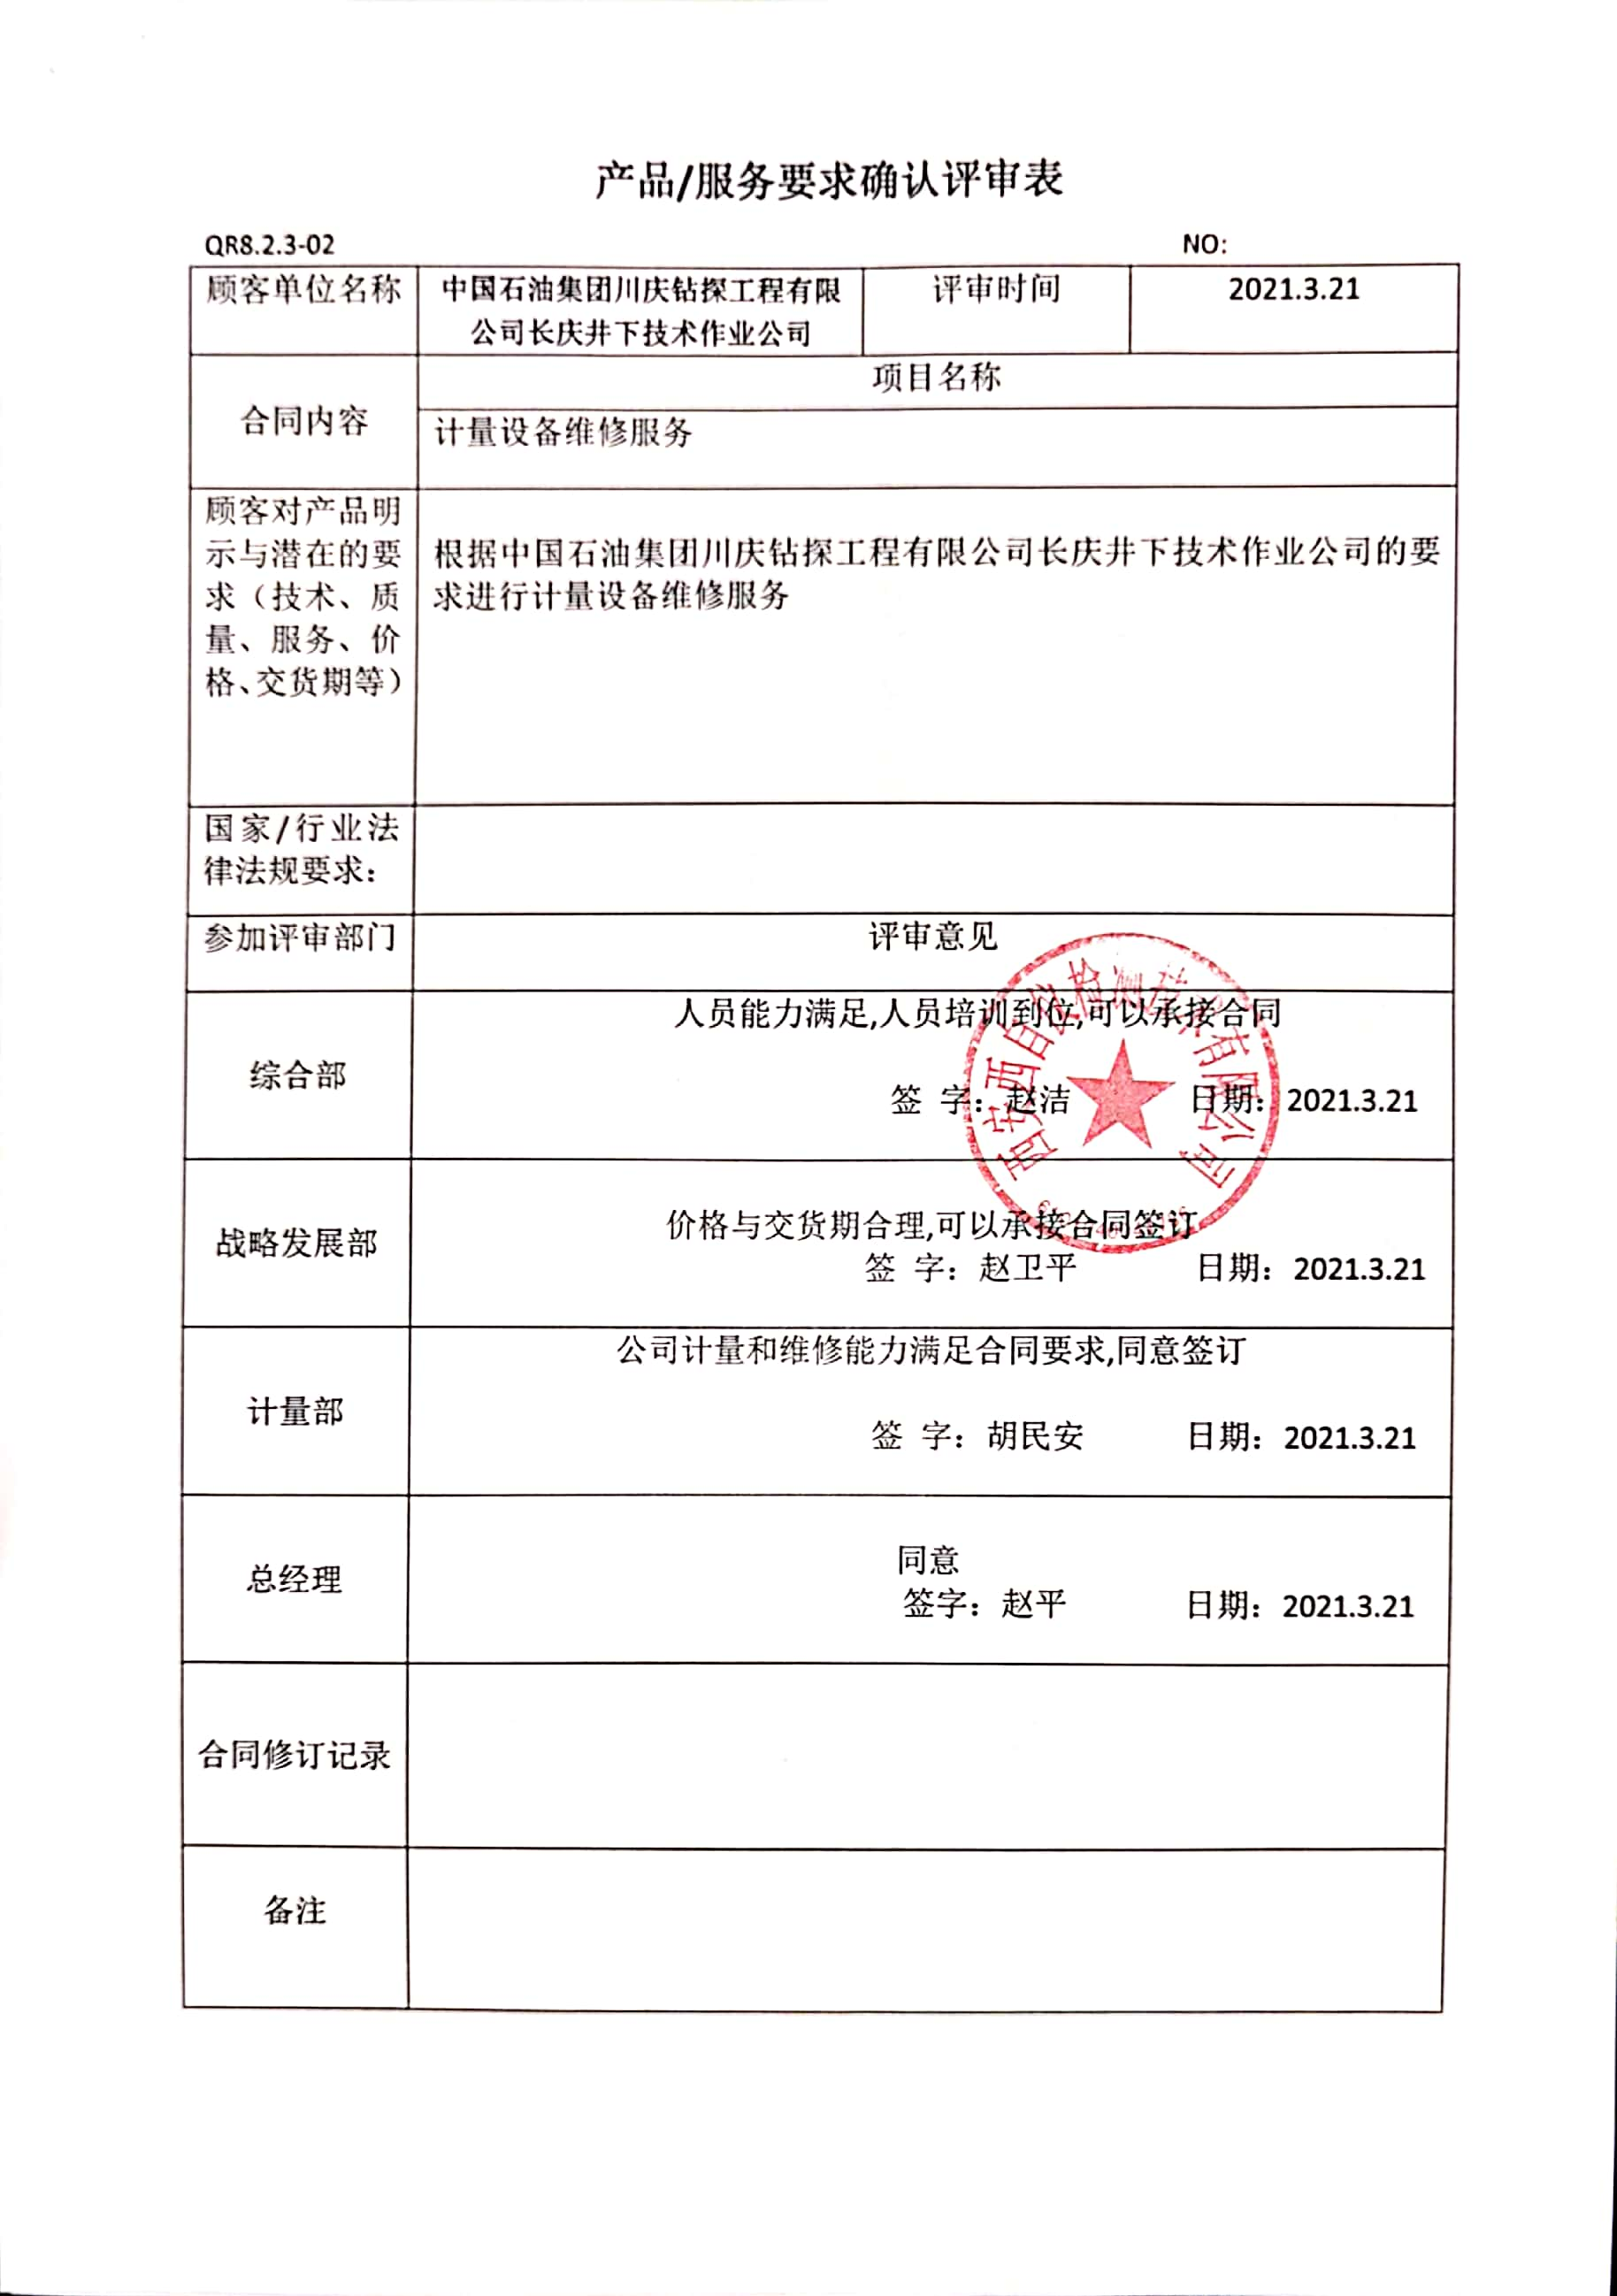 产品/服务要求确认评审表
QR8.2.3-02 NO:
顾客单位名称
中国石油集团川庆钻探工程有限
公司长庆井下技术作业公司
评审时间
2021.3.21
合同内容
项目名称
计量设备维修服务
顾客对产品明
示与潜在的要
求（技术、质
量、服务、价
格、交货期等）
根据中国石油集团川庆钻探工程有限公司长庆井下技术作业公司的要
求进行计量设备维修服务
国家/行业法
律法规要求：
参加评审部门
评审意见
综合部
人员能力满足,人员培训到位,可以承接合同
签 字：赵洁 日期：2021.3.21
西安西自仪检测技术有限公司
战略发展部
价格与交货期合理,可以承接合同签订
签 字：赵卫平 日期：2021.3.21
计量部
公司计量和维修能力满足合同要求,同意签订
签 字：胡民安 日期：2021.3.21
总经理
同意
签字：赵平 日期：2021.3.21
合同修订记录
备注